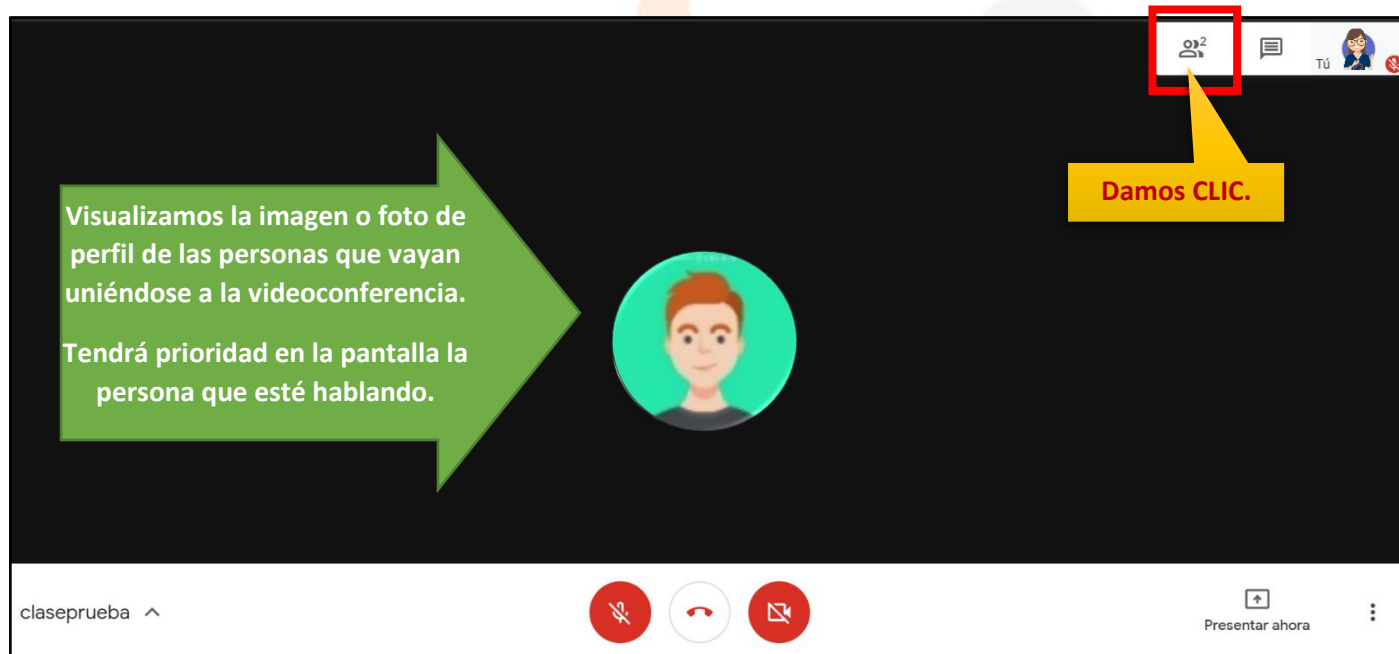 2
Tú
Damos CLIC.
Visualizamos la imagen o foto de
perfil de las personas que vayan
uniéndose a la videoconferencia.
Tendrá prioridad en la pantalla la
persona que esté hablando.
claseprueba
Presentar ahora